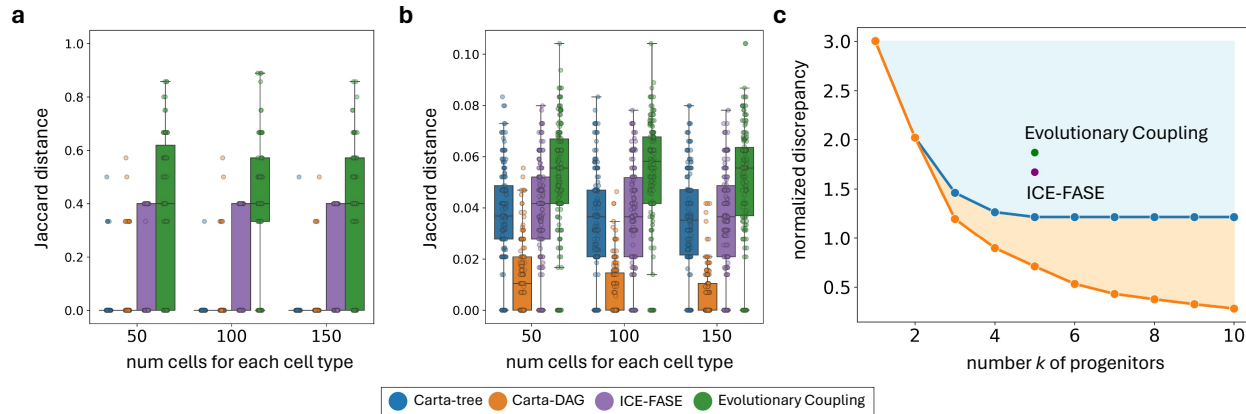 a
Jaccard distance
1.0
0.8
0.6
0.4
0.2
0.0
50
100
150
num cells for each cell type
b
Jaccard distance
0.10
0.08
0.06
0.04
0.02
0.00
50
100
150
num cells for each cell type
c
normalized discrepancy
3.0
2.5
2.0
1.5
1.0
0.5
Evolutionary Coupling
ICE-FASE
2
4
6
8
10
number k of progenitors
Carta-tree
Carta-DAG
ICE-FASE
Evolutionary Coupling